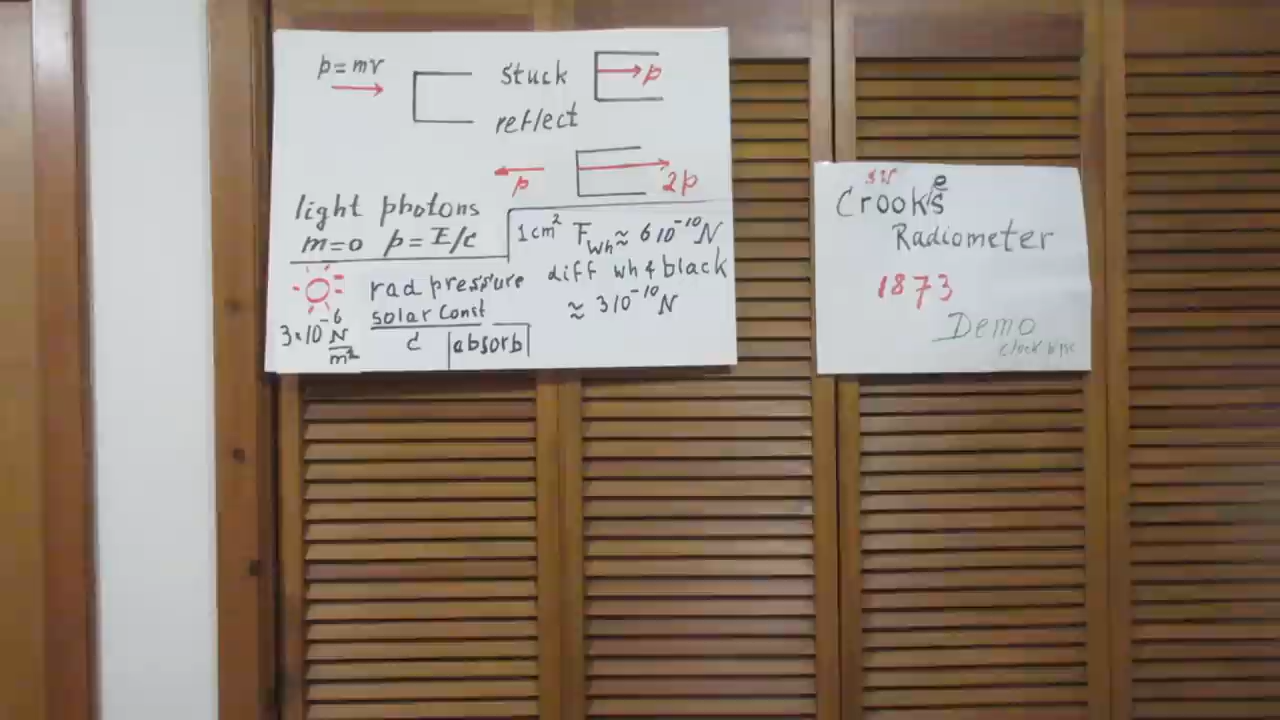 p=mv
stuck
p
reflect
p
2p
light photons
m=0 p=E/c
1cm² F_wh ≈ 6 10⁻¹⁰ N
diff wh & black
≈ 3 10⁻¹⁰ N
rad pressure
solar const
c
absorb
3×10⁻⁶ N
m²
Crooke's
Radiometer
1873
Demo